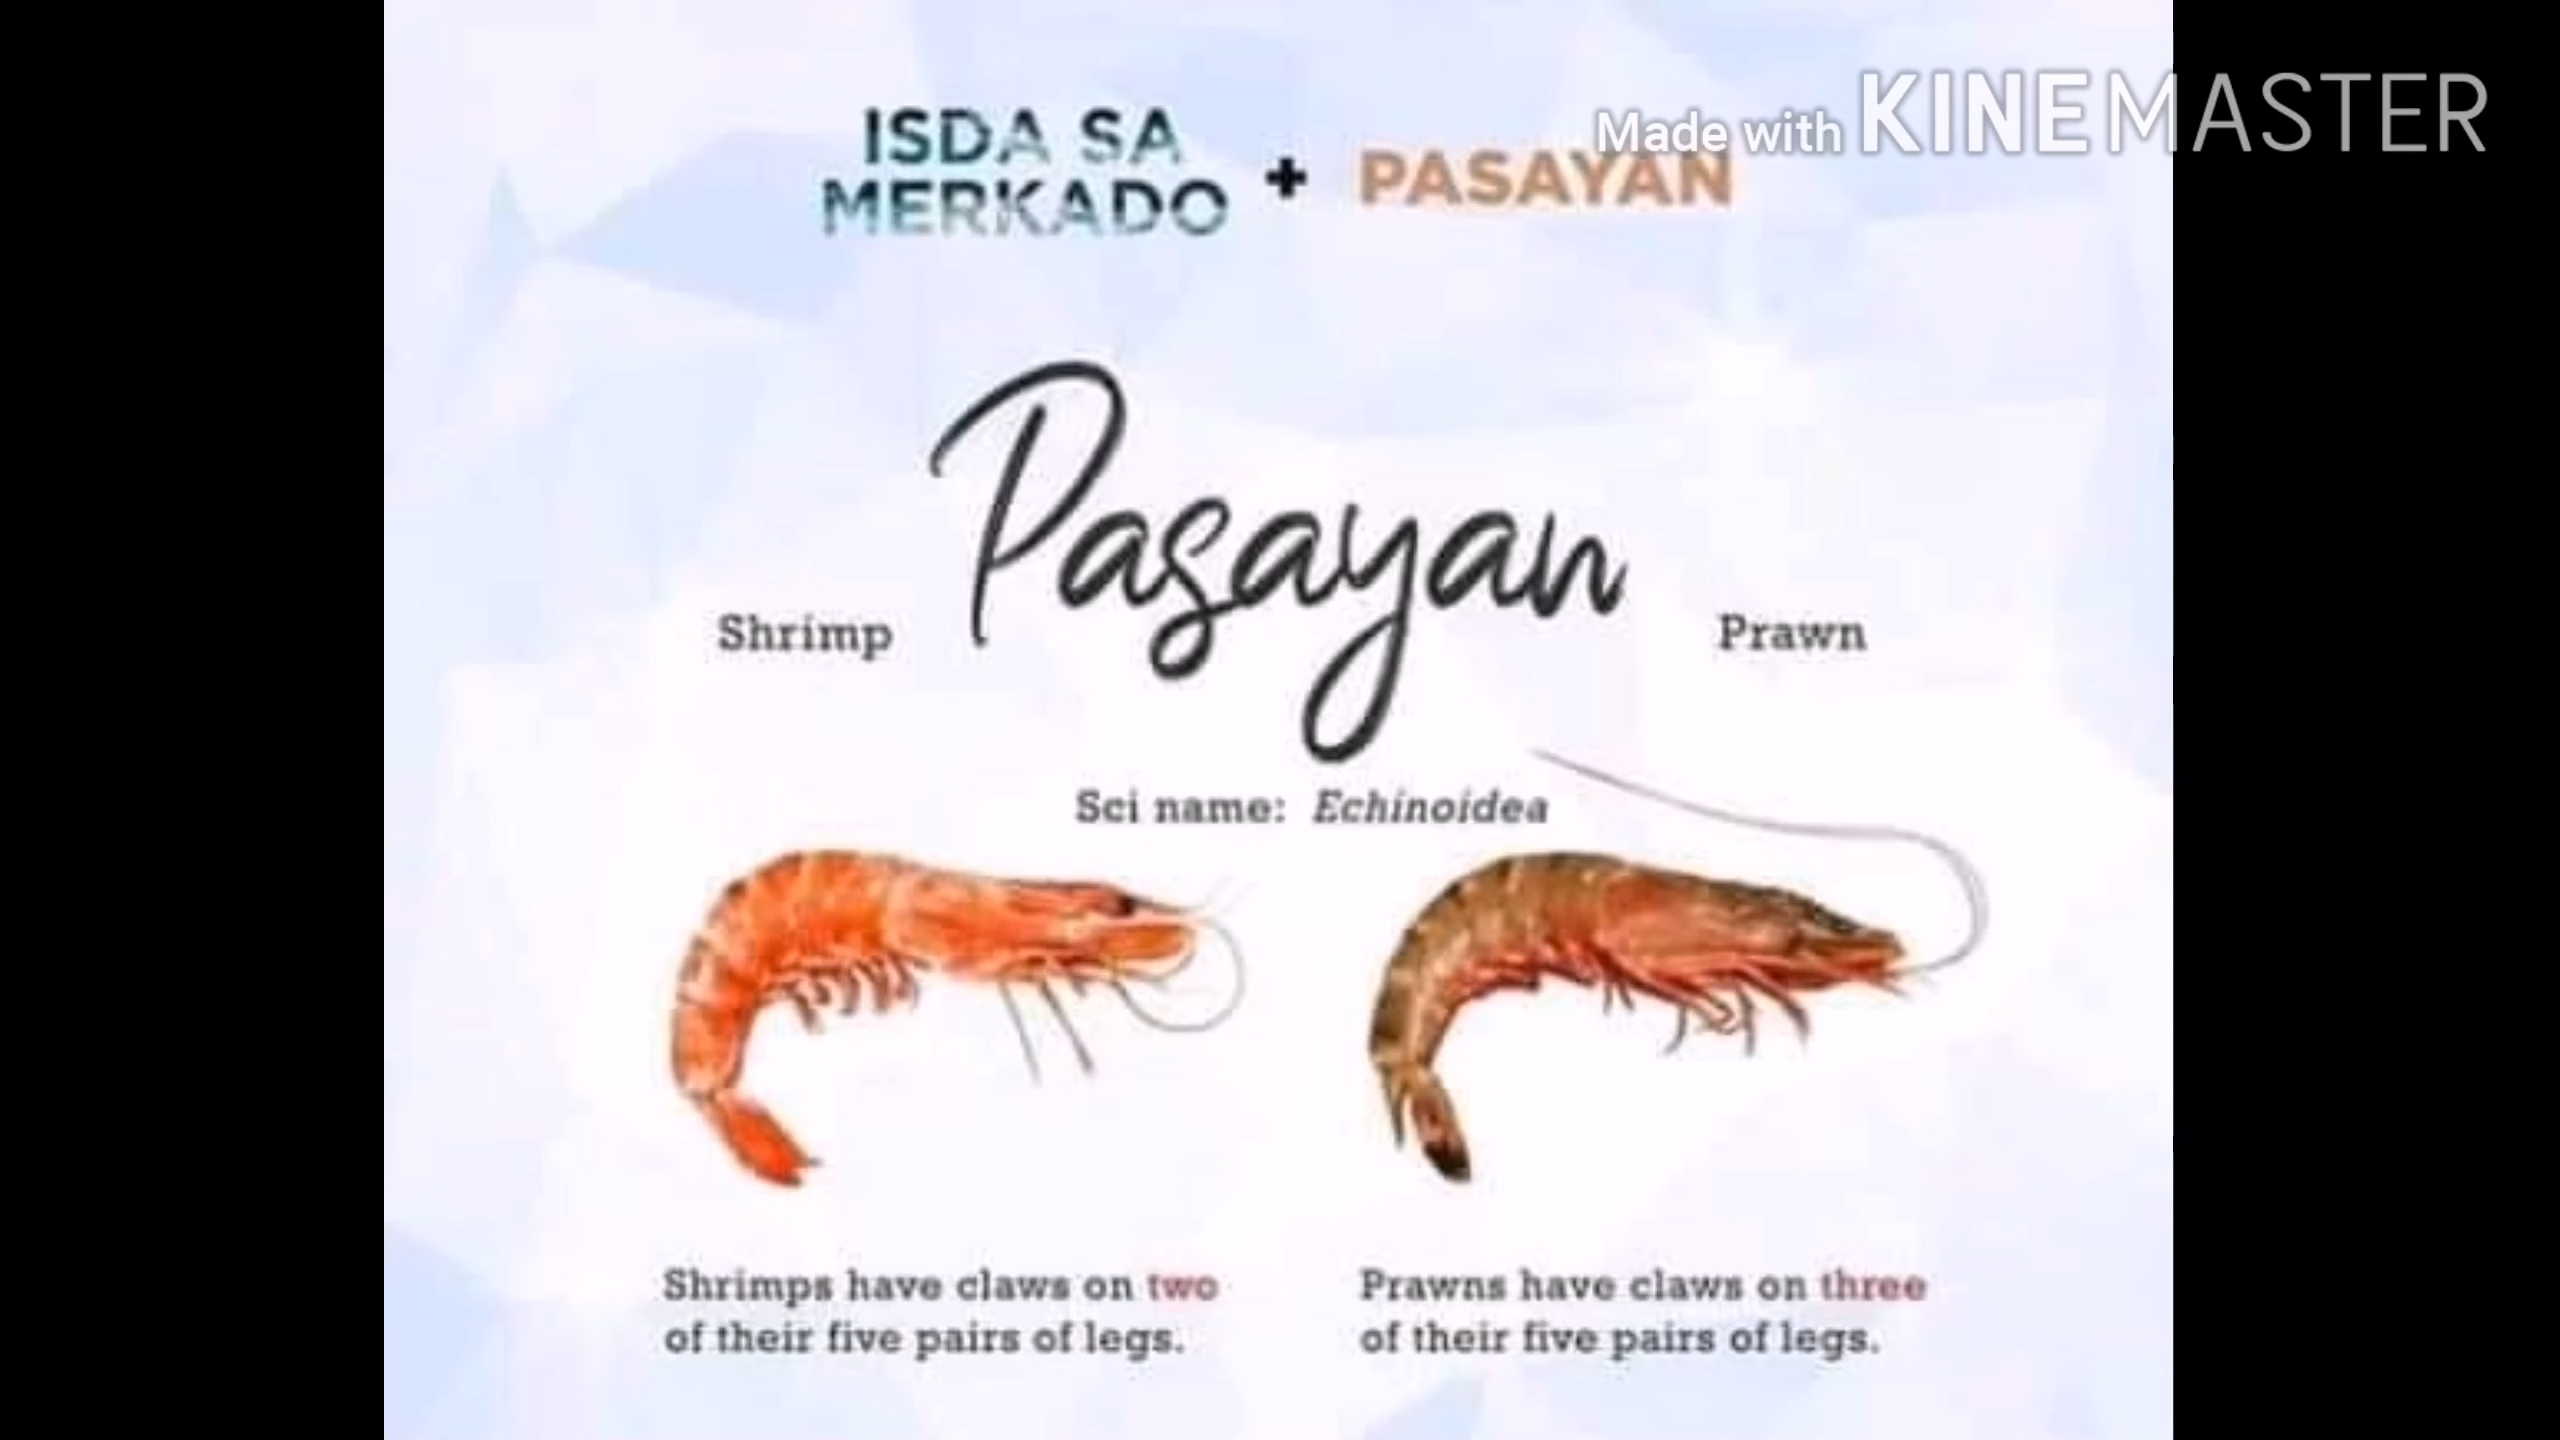 Made with KINEMASTER
ISDA SA
MERKADO + PASAYAN
Pasayan
Shrimp
Prawn
Sci name: Echinoidea
Shrimps have claws on two
of their five pairs of legs.
Prawns have claws on three
of their five pairs of legs.